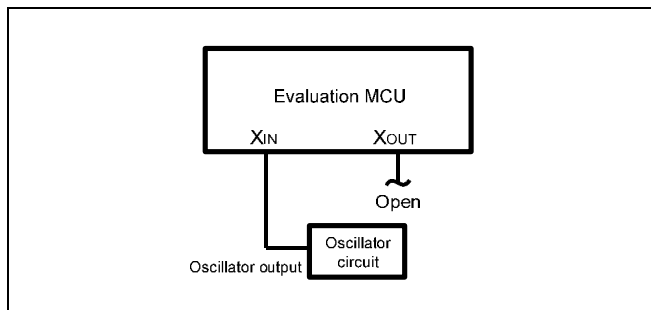 Evaluation MCU
XIN XOUT
Open
Oscillator
circuit
Oscillator output